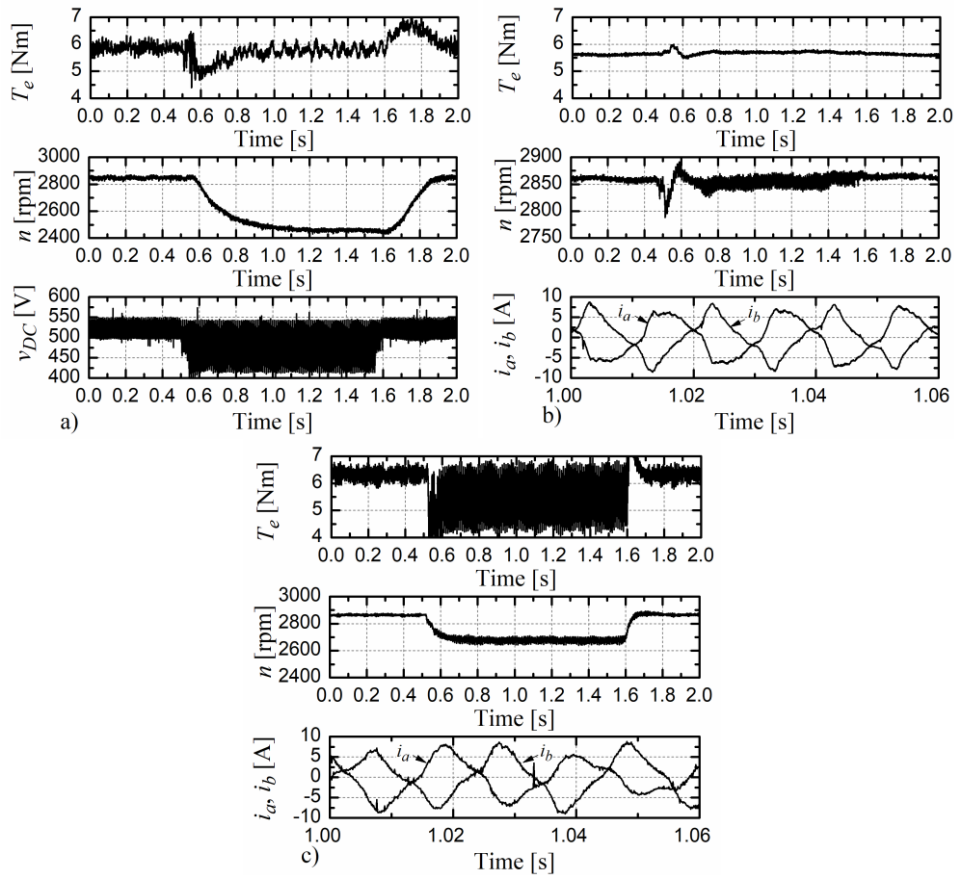 7
6
5
4
T_e [Nm]
0.0 0.2 0.4 0.6 0.8 1.0 1.2 1.4 1.6 1.8 2.0
Time [s]
3000
2800
2600
2400
n [rpm]
0.0 0.2 0.4 0.6 0.8 1.0 1.2 1.4 1.6 1.8 2.0
Time [s]
600
550
500
450
400
v_DC [V]
0.0 0.2 0.4 0.6 0.8 1.0 1.2 1.4 1.6 1.8 2.0
Time [s]
a)
7
6
5
4
T_e [Nm]
0.0 0.2 0.4 0.6 0.8 1.0 1.2 1.4 1.6 1.8 2.0
Time [s]
2900
2850
2800
2750
n [rpm]
0.0 0.2 0.4 0.6 0.8 1.0 1.2 1.4 1.6 1.8 2.0
Time [s]
10
5
0
-5
-10
i_a, i_b [A]
i_a i_b
1.00 1.02 1.04 1.06
Time [s]
b)
7
6
5
4
T_e [Nm]
0.0 0.2 0.4 0.6 0.8 1.0 1.2 1.4 1.6 1.8 2.0
Time [s]
3000
2800
2600
2400
n [rpm]
0.0 0.2 0.4 0.6 0.8 1.0 1.2 1.4 1.6 1.8 2.0
Time [s]
10
5
0
-5
-10
i_a, i_b [A]
i_a i_b
1.00 1.02 1.04 1.06
Time [s]
c)